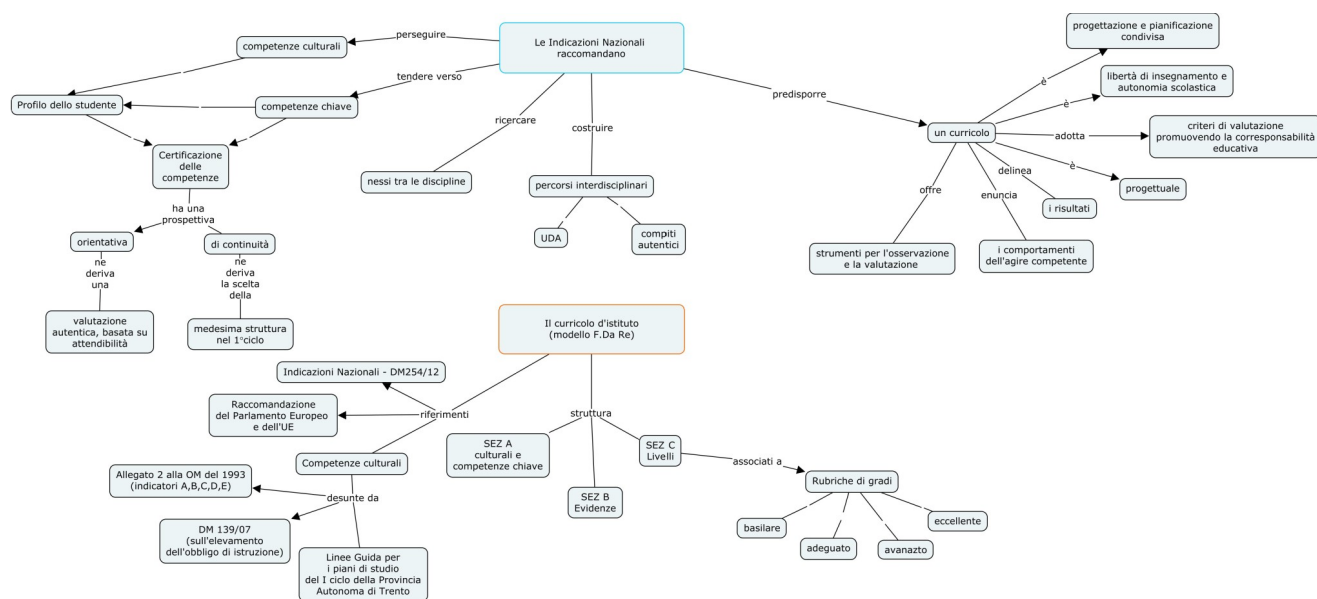 Le Indicazioni Nazionali
raccomandano
perseguire
competenze culturali
tendere verso
competenze chiave
Profilo dello studente
Certificazione
delle
competenze
ha una
prospettiva
orientativa
di continuità
ne
deriva
una
ne
deriva
la scelta
della
valutazione
autentica, basata su
attendibilità
medesima struttura
nel 1°ciclo
ricercare
nessi tra le discipline
costruire
percorsi interdisciplinari
UDA
compiti
autentici
predisporre
un curricolo
è
progettazione e pianificazione
condivisa
è
libertà di insegnamento e
autonomia scolastica
adotta
criteri di valutazione
promuovendo la corresponsabilità
educativa
è
progettuale
delinea
i risultati
enuncia
i comportamenti
dell'agire competente
offre
strumenti per l'osservazione
e la valutazione
Il curricolo d'istituto
(modello F.Da Re)
riferimenti
Indicazioni Nazionali - DM254/12
Raccomandazione
del Parlamento Europeo
e dell'UE
Competenze culturali
desunte da
Allegato 2 alla OM del 1993
(indicatori A,B,C,D,E)
DM 139/07
(sull'elevamento
dell'obbligo di istruzione)
Linee Guida per
i piani di studio
del I ciclo della Provincia
Autonoma di Trento
struttura
SEZ A
culturali e
competenze chiave
SEZ B
Evidenze
SEZ C
Livelli
associati a
Rubriche di gradi
basilare
adeguato
avanazto
eccellente